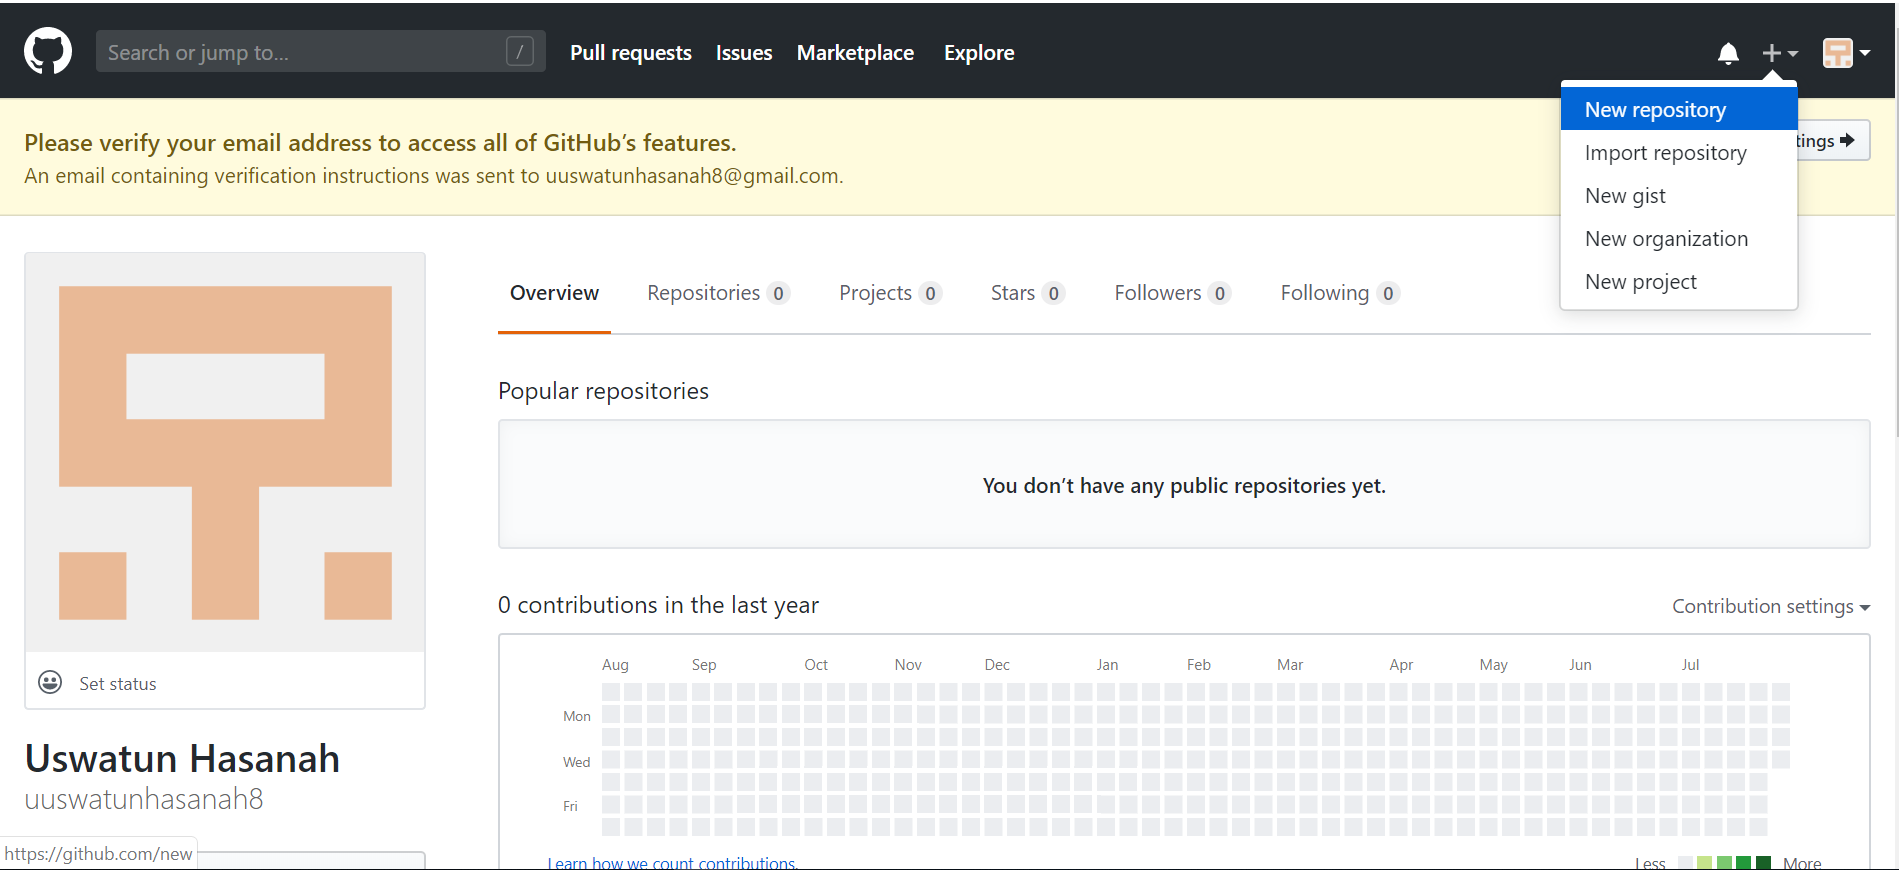 Search or jump to... /
Pull requests Issues Marketplace Explore
New repository
Import repository
New gist
New organization
New project
Please verify your email address to access all of GitHub’s features.
An email containing verification instructions was sent to uuswatunhasanah8@gmail.com.
tings
Overview Repositories 0 Projects 0 Stars 0 Followers 0 Following 0
Popular repositories
You don’t have any public repositories yet.
0 contributions in the last year
Contribution settings
Aug Sep Oct Nov Dec Jan Feb Mar Apr May Jun Jul
Mon
Wed
Fri
Learn how we count contributions.
Less More
Set status
Uswatun Hasanah
uuswatunhasanah8
https://github.com/new